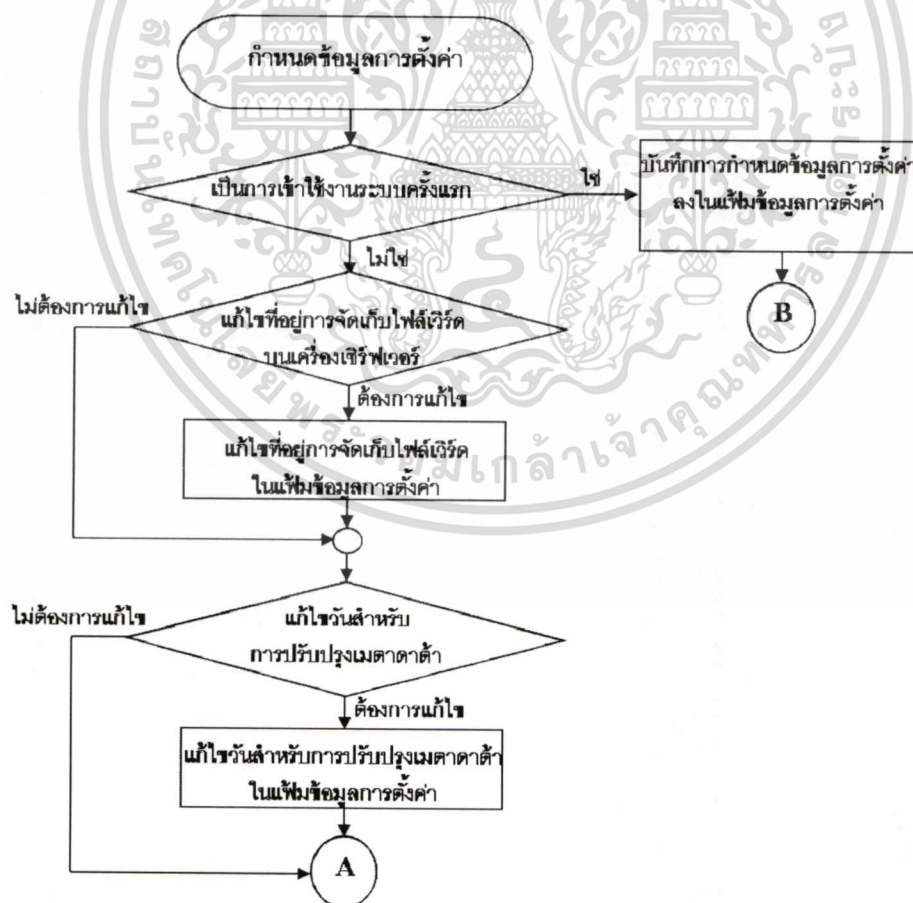 กำหนดข้อมูลการตั้งค่า
เป็นการเข้าใช้งานระบบครั้งแรก
ใช่
บันทึกการกำหนดข้อมูลการตั้งค่า
ลงในแฟ้มข้อมูลการตั้งค่า
ไม่ใช่
B
ไม่ต้องการแก้ไข
แก้ไขที่อยู่การจัดเก็บไฟล์เวิร์ด
บนเครื่องเซิร์ฟเวอร์
ต้องการแก้ไข
แก้ไขที่อยู่การจัดเก็บไฟล์เวิร์ด
ในแฟ้มข้อมูลการตั้งค่า
ไม่ต้องการแก้ไข
แก้ไขวันสำหรับ
การปรับปรุงเมตาดาต้า
ต้องการแก้ไข
แก้ไขวันสำหรับการปรับปรุงเมตาดาต้า
ในแฟ้มข้อมูลการตั้งค่า
A